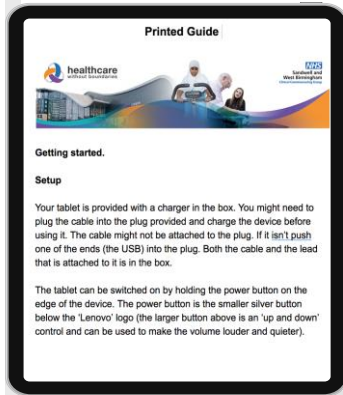 Printed Guide
healthcare
without boundaries
NHS
Sandwell and
West Birmingham
Clinical Commissioning Group
Getting started.
Setup
Your tablet is provided with a charger in the box. You might need to
plug the cable into the plug provided and charge the device before
using it. The cable might not be attached to the plug. If it isn't push
one of the ends (the USB) into the plug. Both the cable and the lead
that is attached to it is in the box.
The tablet can be switched on by holding the power button on the
edge of the device. The power button is the smaller silver button
below the 'Lenovo' logo (the larger button above is an 'up and down'
control and can be used to make the volume louder and quieter).